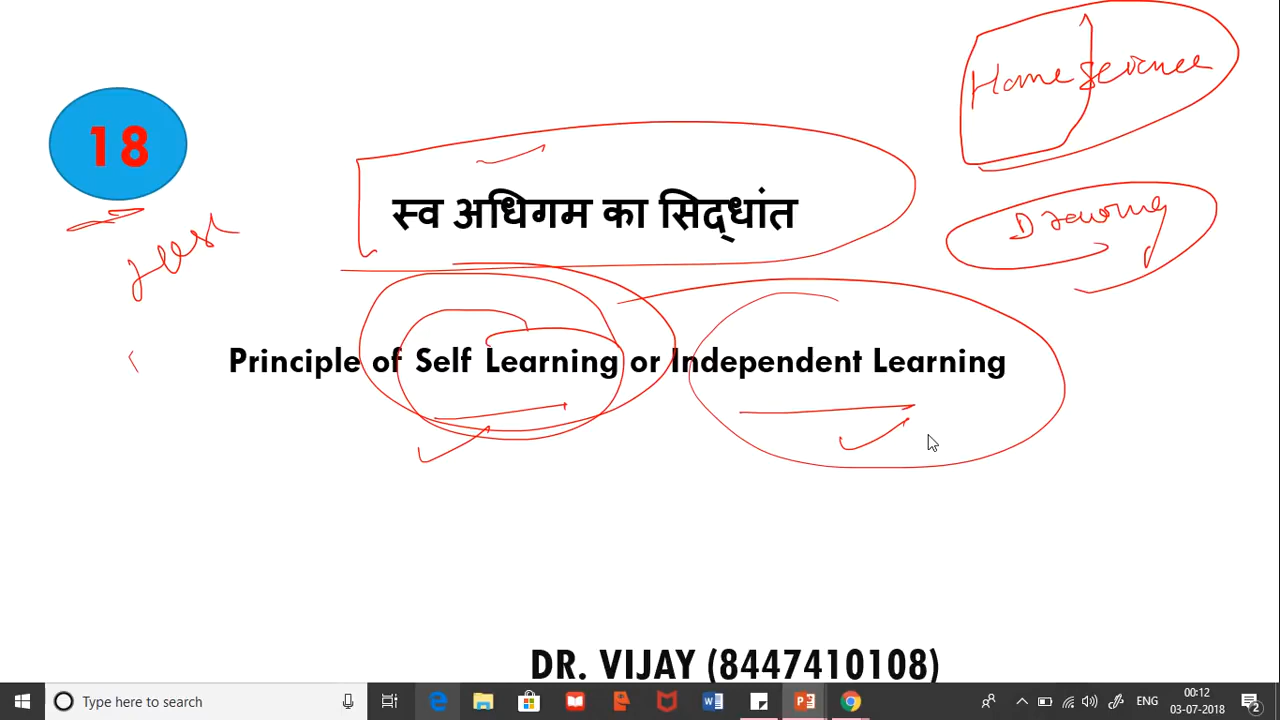 Home science
18
स्व अधिगम का सिद्धांत
Drawing
Principle of Self Learning or Independent Learning
DR. VIJAY (8447410108)
Type here to search
ENG
00:12
03-07-2018
2